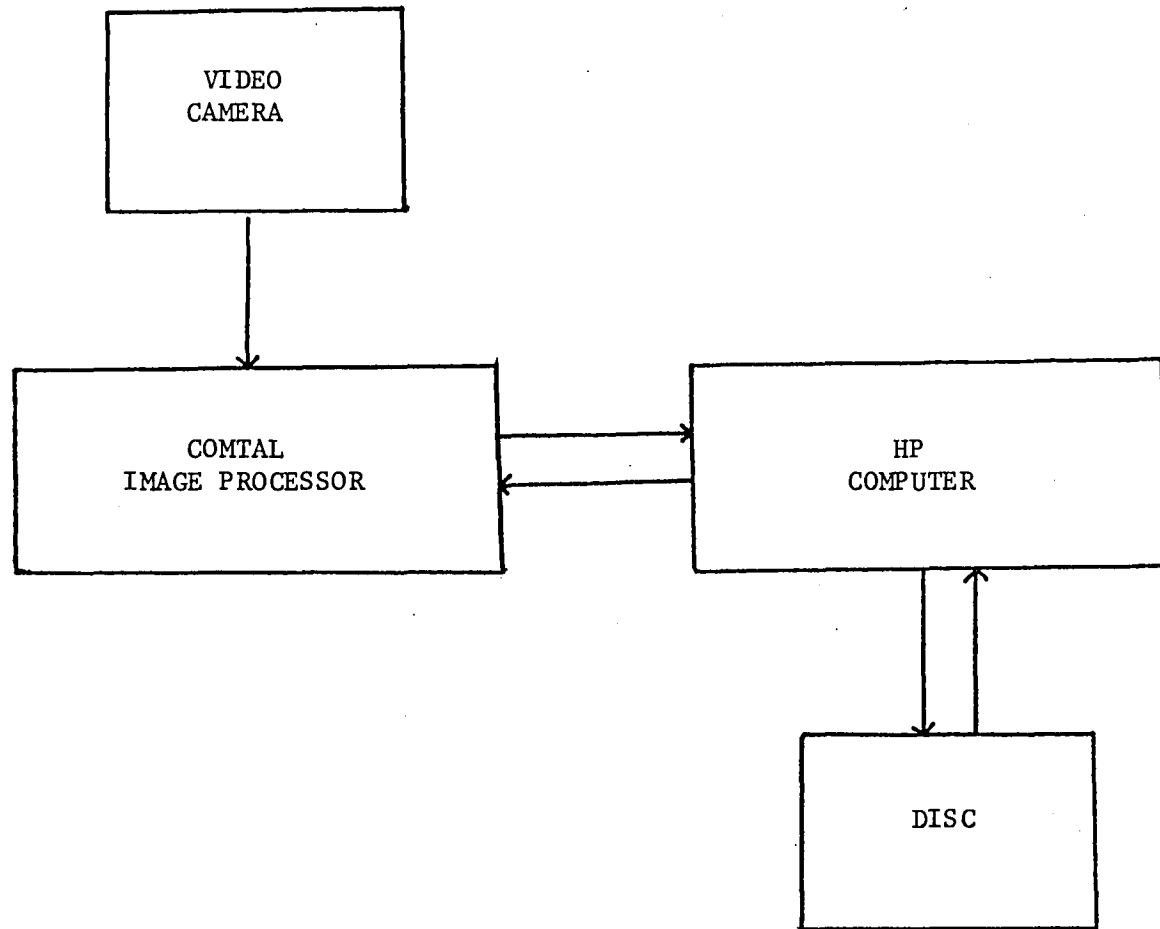 VIDEO
CAMERA
COMTAL
IMAGE PROCESSOR
HP
COMPUTER
DISC